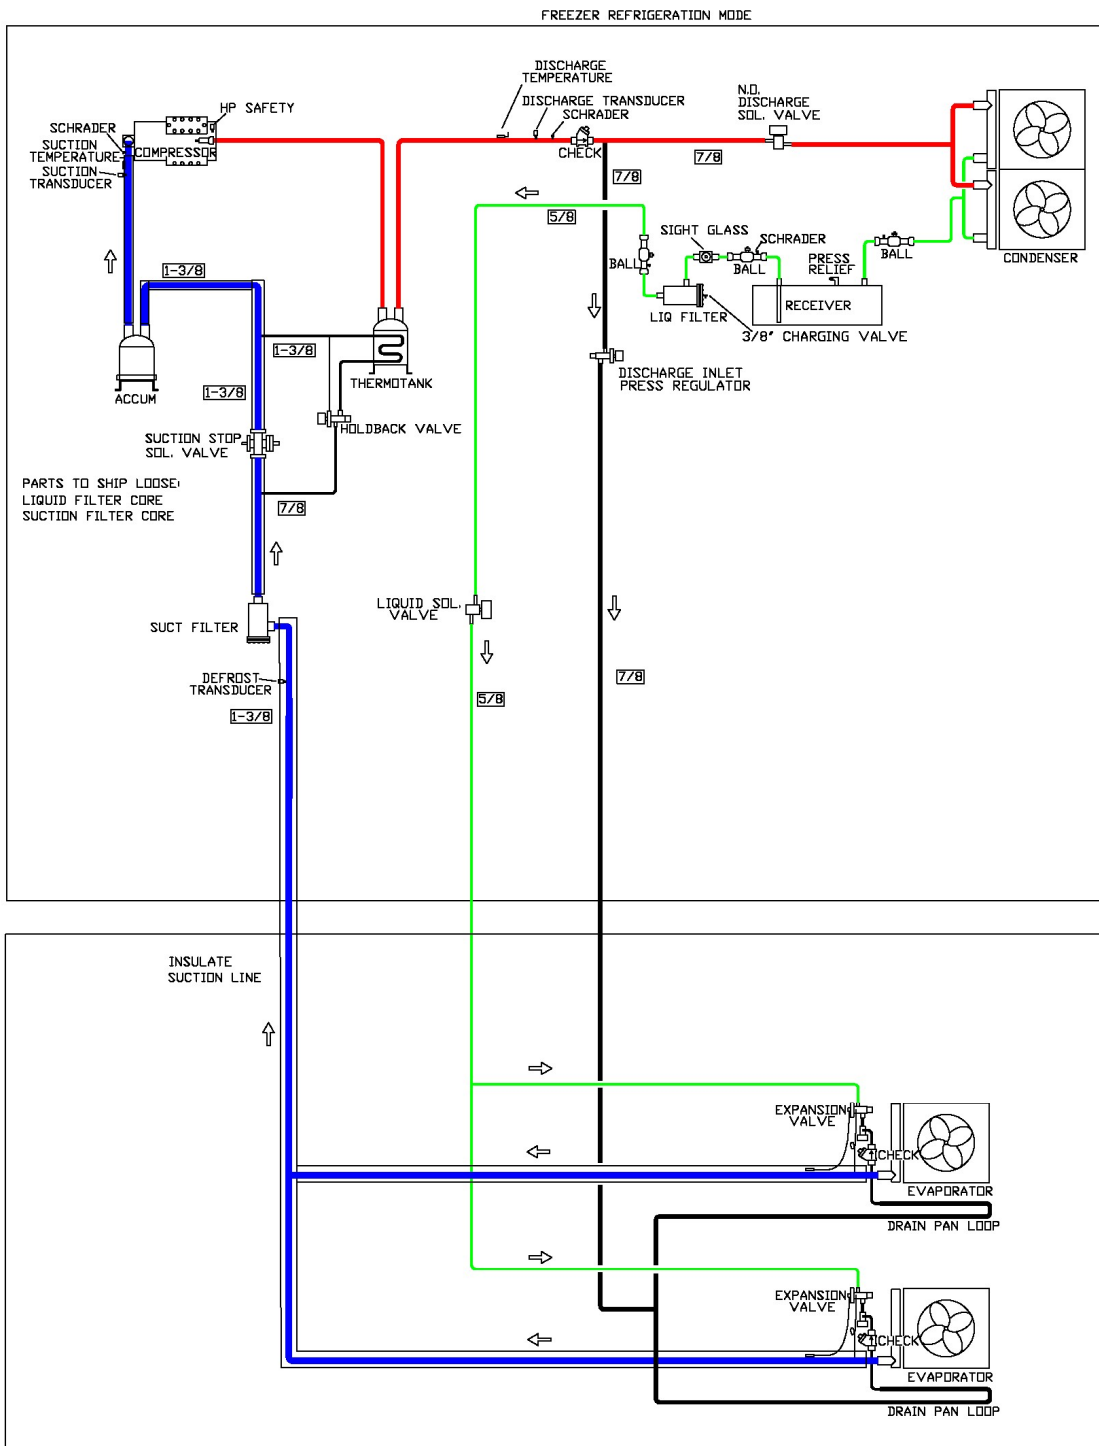 FREEZER REFRIGERATION MODE
DISCHARGE
TEMPERATURE
DISCHARGE TRANSDUCER
SCHRADER
CHECK
N.O.
DISCHARGE
SOL. VALVE
HP SAFETY
SCHRADER
SUCTION
TEMPERATURE
SUCTION
TRANSDUCER
COMPRESSOR
7/8
7/8
5/8
SIGHT GLASS
SCHRADER
BALL
BALL
PRESS
RELIEF
BALL
CONDENSER
RECEIVER
LIQ FILTER
3/8" CHARGING VALVE
1-3/8
1-3/8
1-3/8
THERMOTANK
ACCUM
HOLDBACK VALVE
DISCHARGE INLET
PRESS REGULATOR
SUCTION STOP
SOL. VALVE
PARTS TO SHIP LOOSE:
LIQUID FILTER CORE
SUCTION FILTER CORE
7/8
LIQUID SOL.
VALVE
SUCT FILTER
DEFROST
TRANSDUCER
1-3/8
5/8
7/8
INSULATE
SUCTION LINE
EXPANSION
VALVE
CHECK
EVAPORATOR
DRAIN PAN LOOP
EXPANSION
VALVE
CHECK
EVAPORATOR
DRAIN PAN LOOP